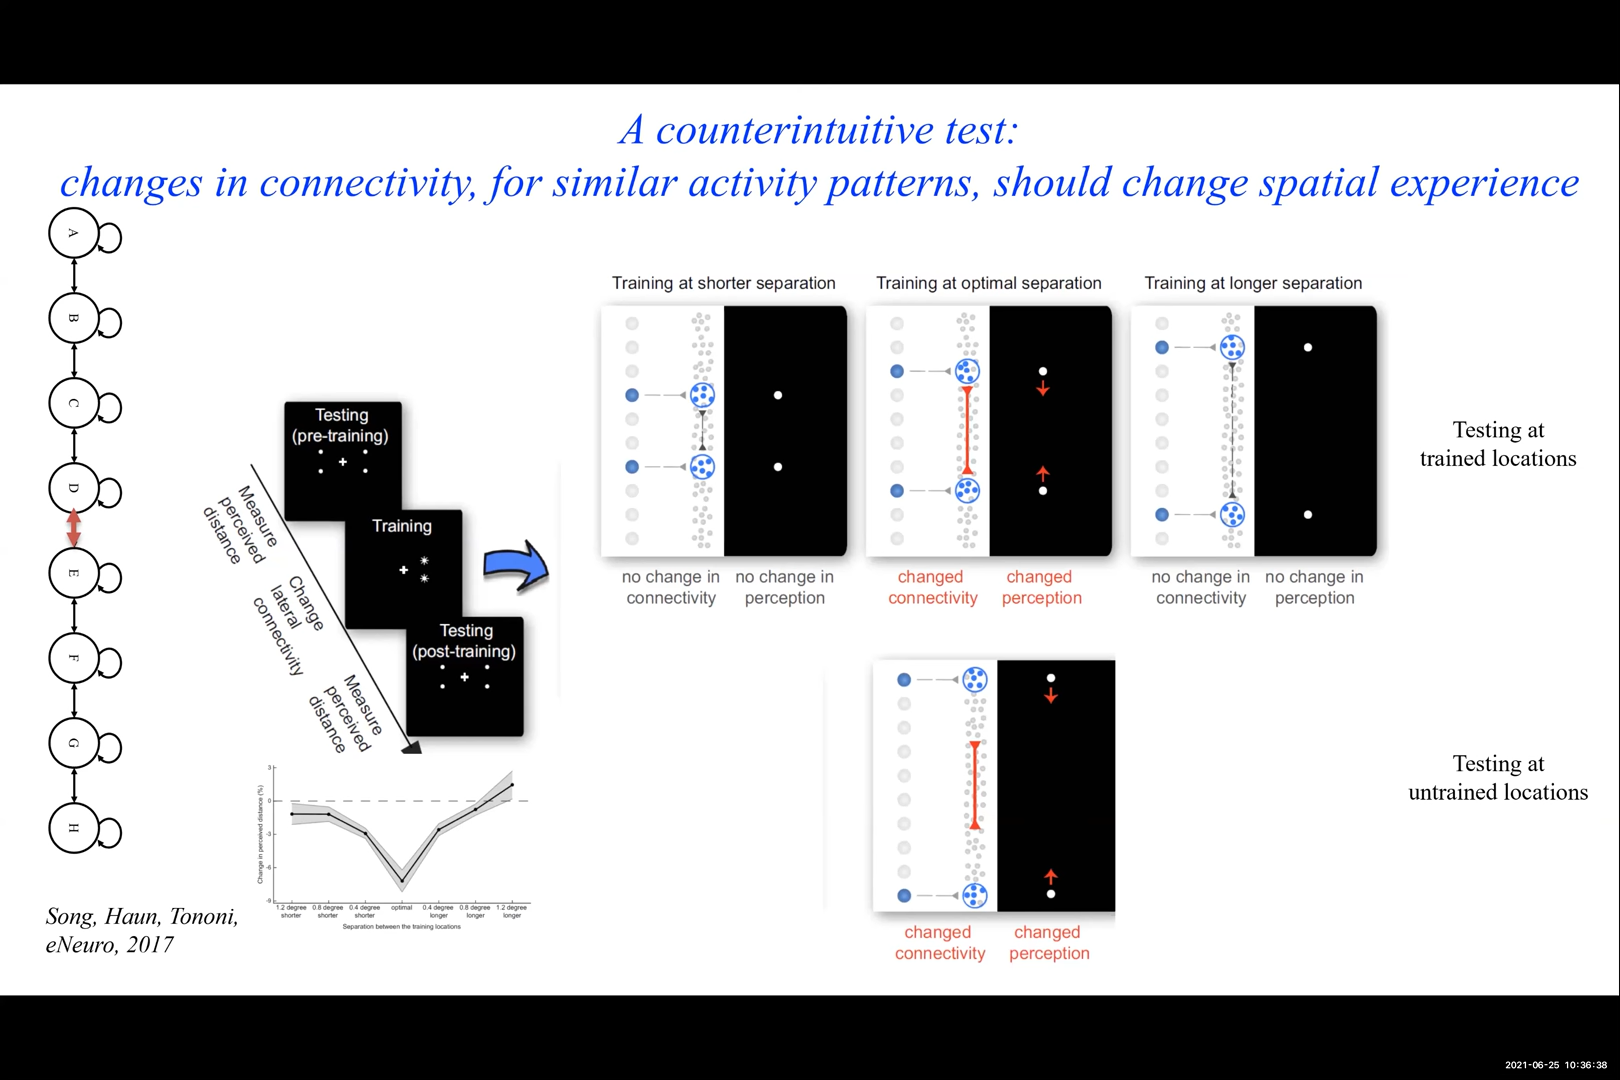 A counterintuitive test:
changes in connectivity, for similar activity patterns, should change spatial experience
A
B
C
D
E
F
G
H
Song, Haun, Tononi,
eNeuro, 2017
Testing
(pre-training)
Training
Testing
(post-training)
Measure
perceived
distance
Change
lateral
connectivity
Measure
perceived
distance
Change in perceived distance (%)
3
0
-3
-6
-9
1.2 degree
shorter
0.8 degree
shorter
0.4 degree
shorter
optimal
0.4 degree
longer
0.8 degree
longer
1.2 degree
longer
Separation between the training locations
Training at shorter separation
no change in
connectivity
no change in
perception
Training at optimal separation
changed
connectivity
changed
perception
Training at longer separation
no change in
connectivity
no change in
perception
Testing at
trained locations
changed
connectivity
changed
perception
Testing at
untrained locations
2021-06-25 10:36:38